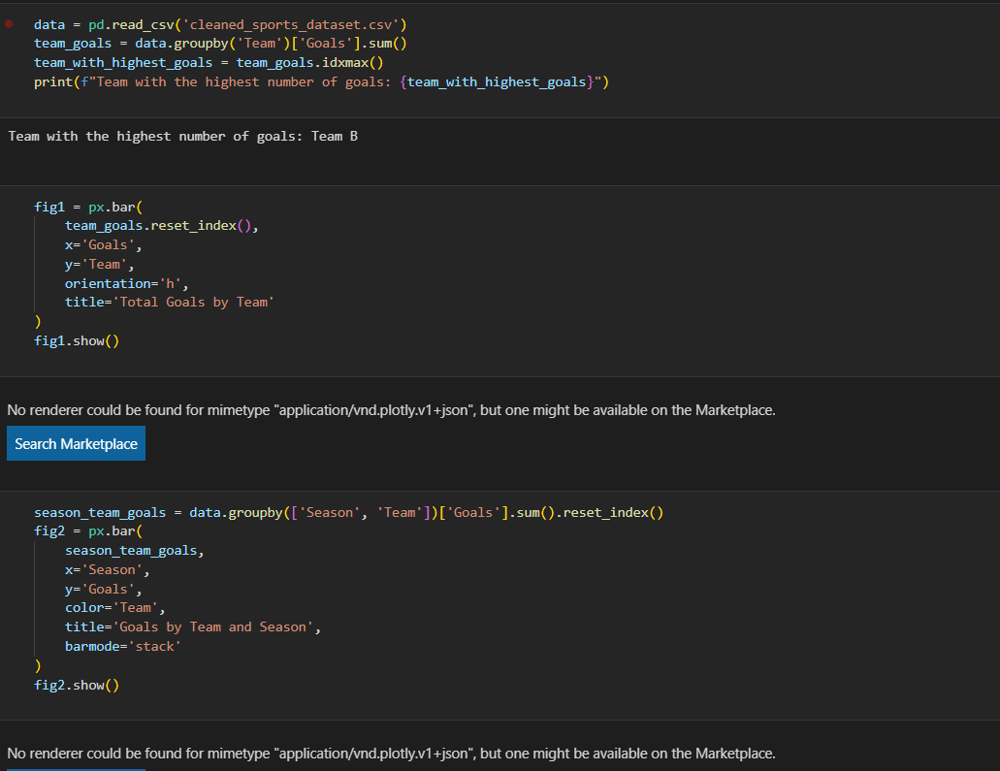 data = pd.read_csv('cleaned_sports_dataset.csv')
team_goals = data.groupby('Team')['Goals'].sum()
team_with_highest_goals = team_goals.idxmax()
print(f"Team with the highest number of goals: {team_with_highest_goals}")
Team with the highest number of goals: Team B
fig1 = px.bar(
    team_goals.reset_index(),
    x='Goals',
    y='Team',
    orientation='h',
    title='Total Goals by Team'
)
fig1.show()
No renderer could be found for mimetype "application/vnd.plotly.v1+json", but one might be available on the Marketplace.
Search Marketplace
season_team_goals = data.groupby(['Season', 'Team'])['Goals'].sum().reset_index()
fig2 = px.bar(
    season_team_goals,
    x='Season',
    y='Goals',
    color='Team',
    title='Goals by Team and Season',
    barmode='stack'
)
fig2.show()
No renderer could be found for mimetype "application/vnd.plotly.v1+json", but one might be available on the Marketplace.